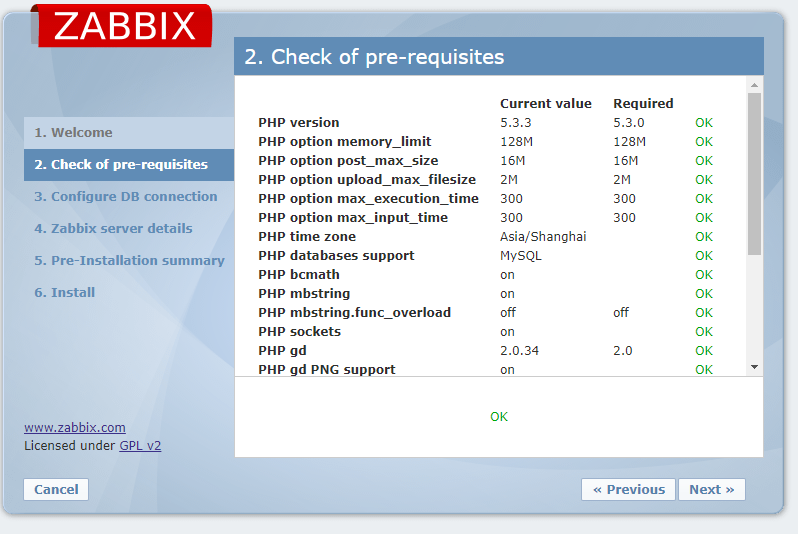 ZABBIX
2. Check of pre-requisites
1. Welcome
2. Check of pre-requisites
3. Configure DB connection
4. Zabbix server details
5. Pre-Installation summary
6. Install
Current value Required
PHP version 5.3.3 5.3.0 OK
PHP option memory_limit 128M 128M OK
PHP option post_max_size 16M 16M OK
PHP option upload_max_filesize 2M 2M OK
PHP option max_execution_time 300 300 OK
PHP option max_input_time 300 300 OK
PHP time zone Asia/Shanghai OK
PHP databases support MySQL OK
PHP bcmath on OK
PHP mbstring on OK
PHP mbstring.func_overload off off OK
PHP sockets on OK
PHP gd 2.0.34 2.0 OK
PHP gd PNG support on OK
OK
www.zabbix.com
Licensed under GPL v2
Cancel
« Previous Next »